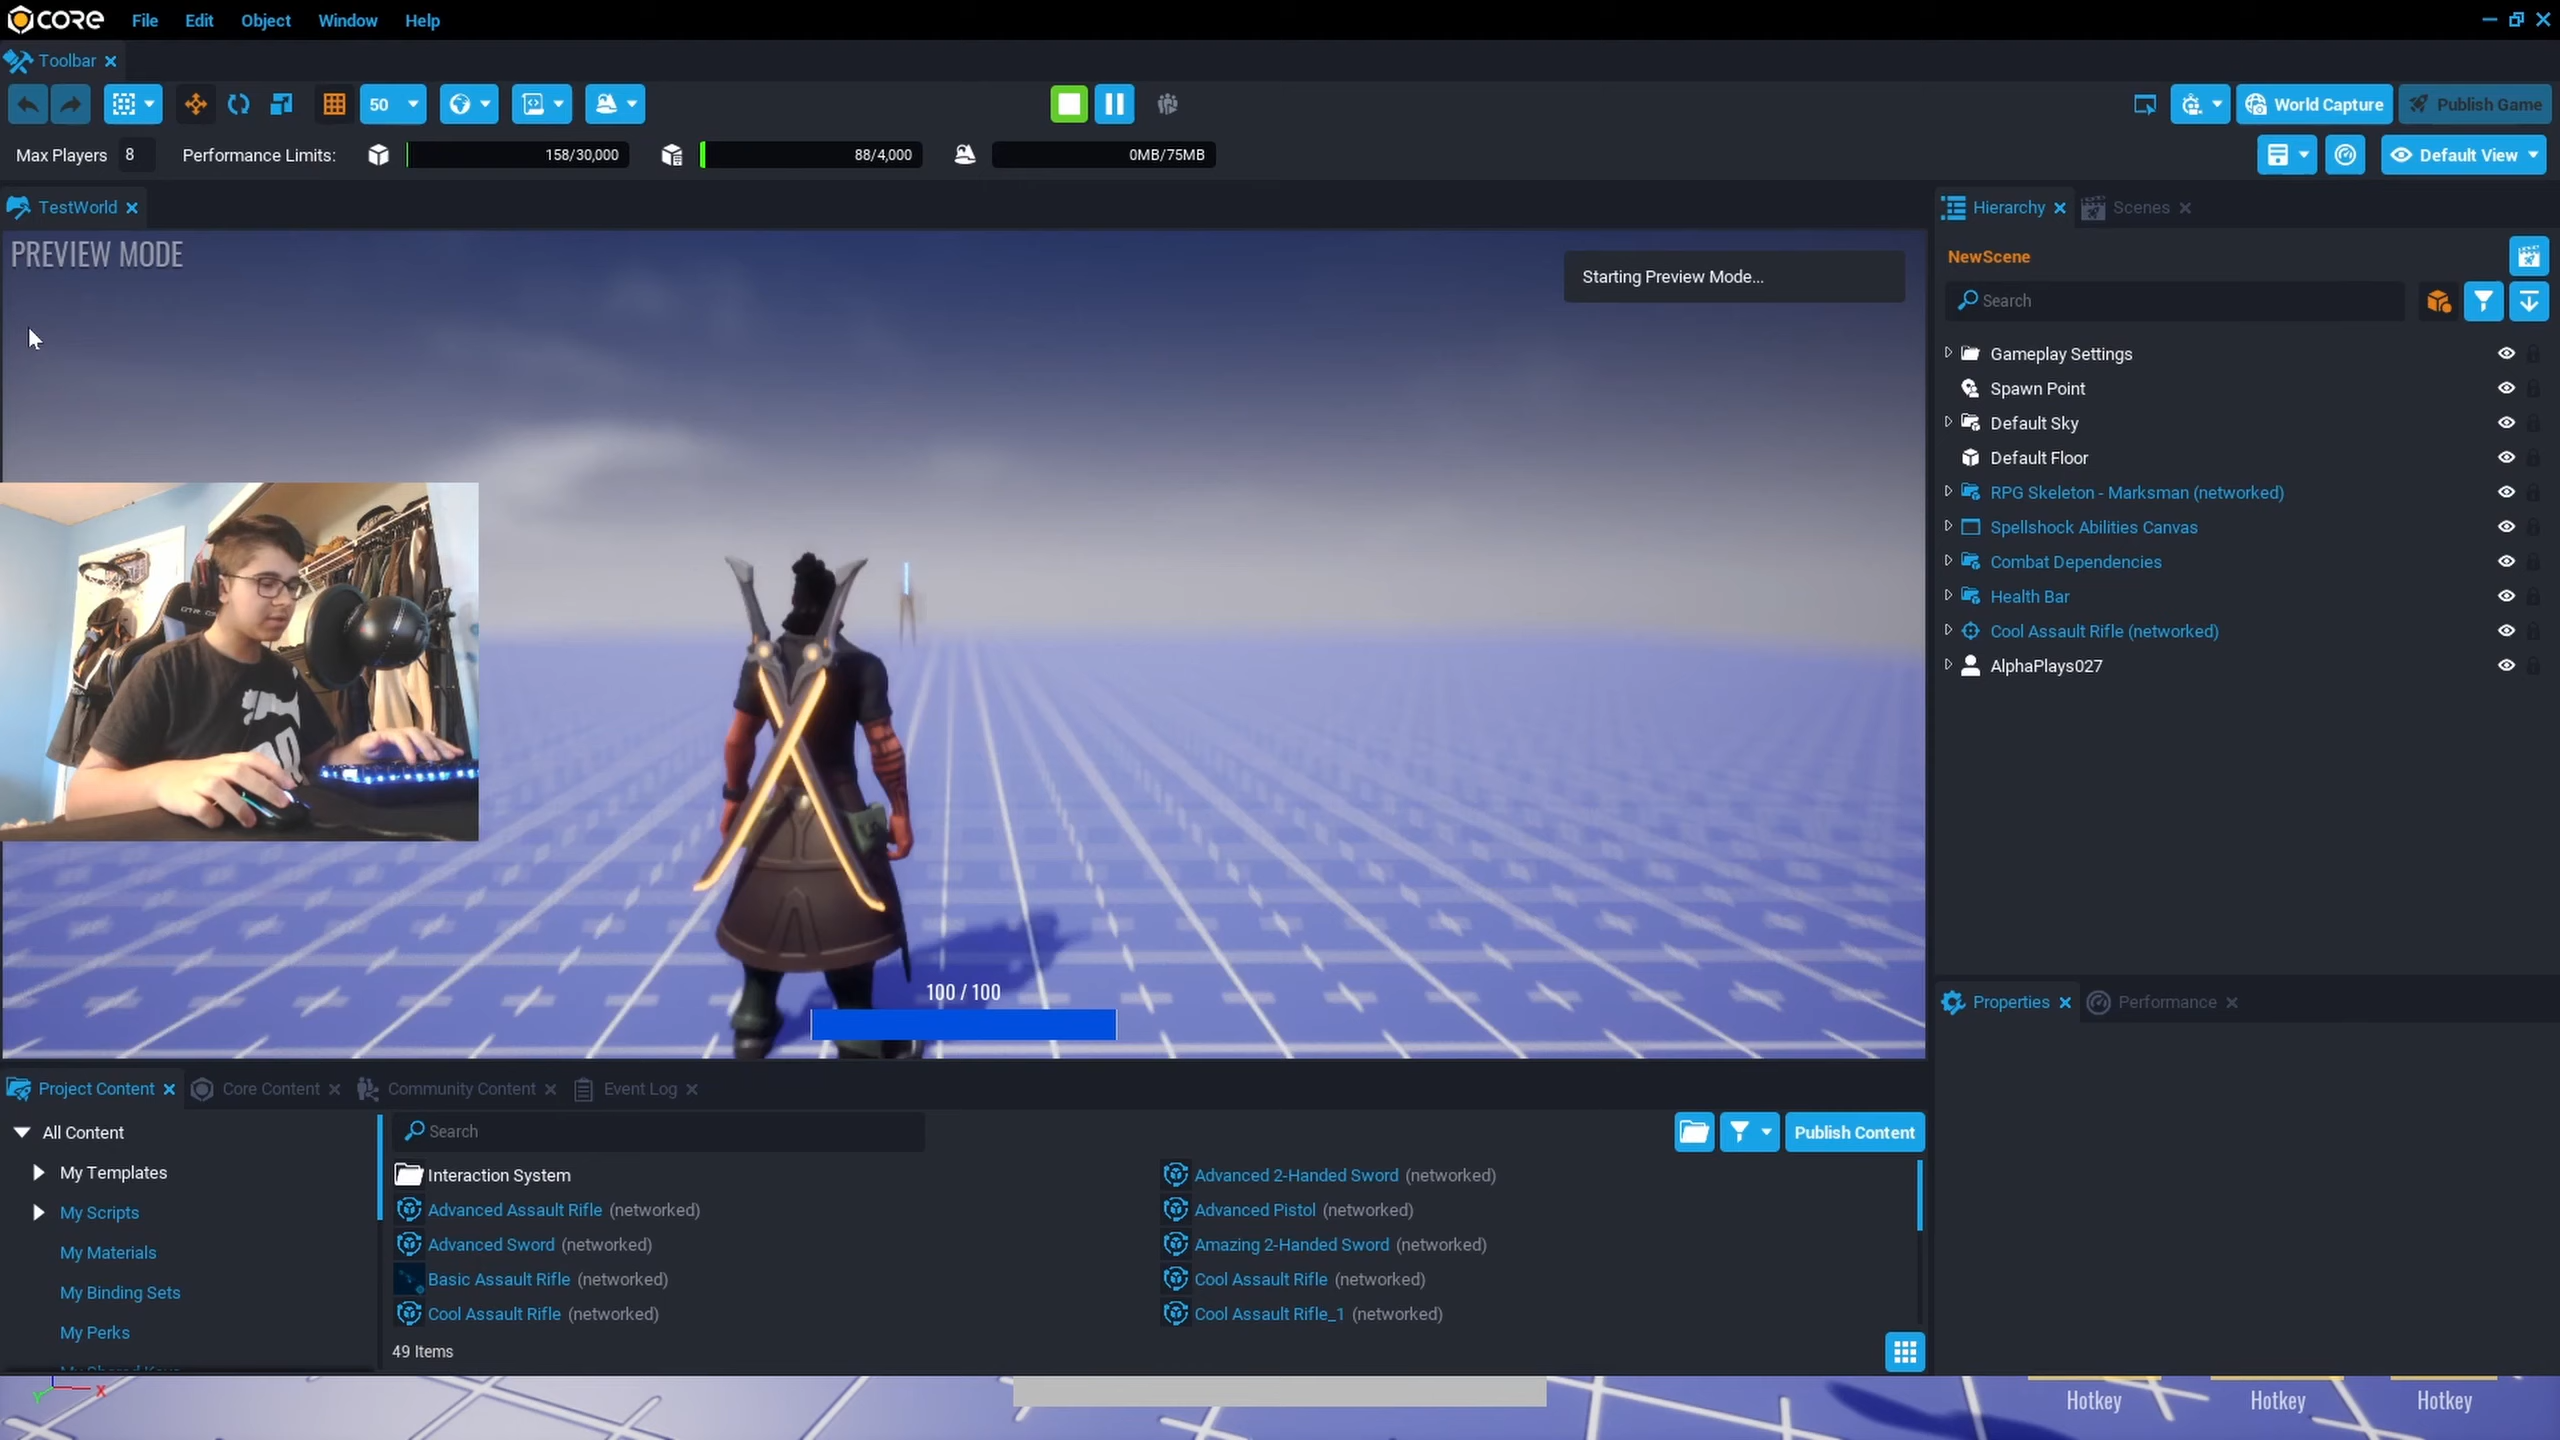 CORE File Edit Object Window Help
Toolbar
50 World Capture Publish Game
Max Players 8 Performance Limits: 158/30,000 88/4,000 0MB/75MB Default View
TestWorld
PREVIEW MODE
Starting Preview Mode...
100 / 100
Hierarchy Scenes
NewScene
Search
Gameplay Settings
Spawn Point
Default Sky
Default Floor
RPG Skeleton - Marksman (networked)
Spellshock Abilities Canvas
Combat Dependencies
Health Bar
Cool Assault Rifle (networked)
AlphaPlays027
Properties Performance
Project Content Core Content Community Content Event Log
All Content
My Templates
My Scripts
My Materials
My Binding Sets
My Perks
Search
Publish Content
Interaction System
Advanced 2-Handed Sword (networked)
Advanced Assault Rifle (networked)
Advanced Pistol (networked)
Advanced Sword (networked)
Amazing 2-Handed Sword (networked)
Basic Assault Rifle (networked)
Cool Assault Rifle (networked)
Cool Assault Rifle (networked)
Cool Assault Rifle_1 (networked)
49 Items
Y X
Hotkey Hotkey Hotkey